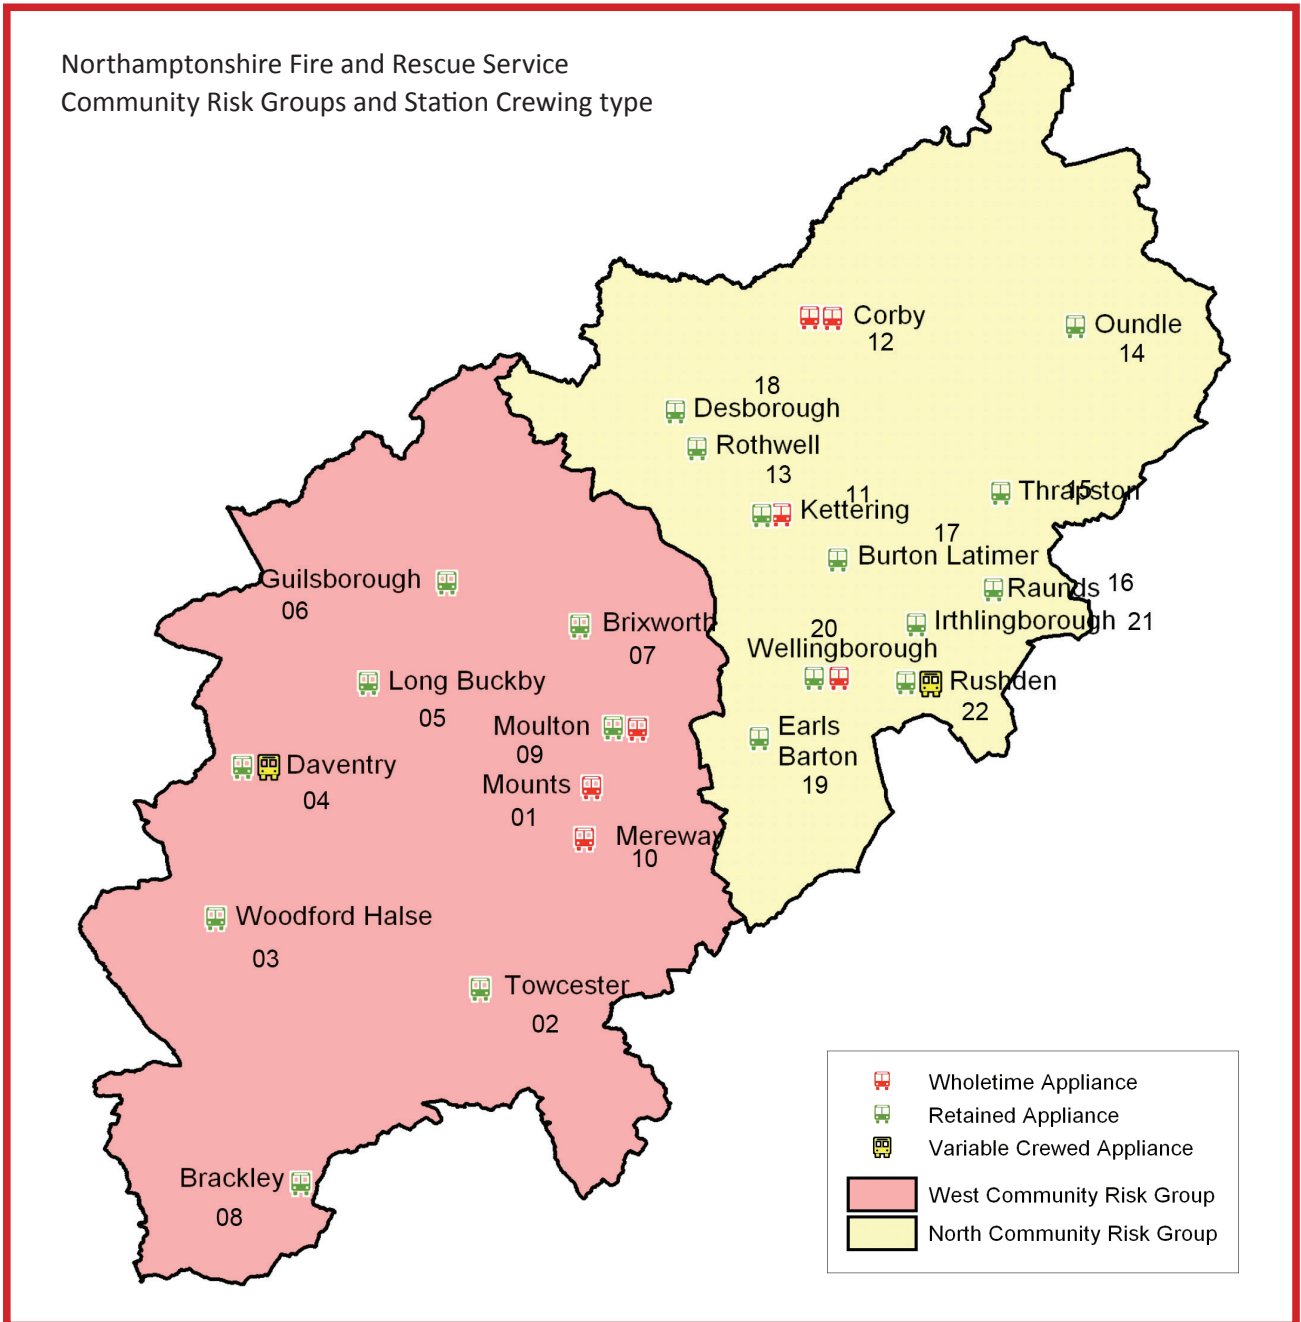 Northamptonshire Fire and Rescue Service
Community Risk Groups and Station Crewing type
Corby
12
Oundle
14
18
Desborough
Rothwell
13
11
Kettering
Thrapston
15
17
Burton Latimer
Raunds 16
Irthlingborough 21
20
Wellingborough
Rushden
22
Earls
Barton
19
Guilsborough
06
Brixworth
07
Long Buckby
05
Moulton
09
Daventry
04
Mounts
01
Mereway
10
Woodford Halse
03
Towcester
02
Brackley
08
Wholetime Appliance
Retained Appliance
Variable Crewed Appliance
West Community Risk Group
North Community Risk Group